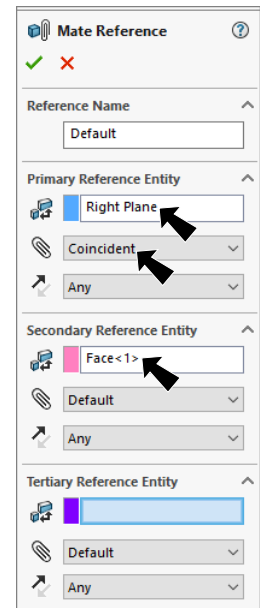 Mate Reference
Reference Name
Default
Primary Reference Entity
Right Plane
Coincident
Any
Secondary Reference Entity
Face<1>
Default
Any
Tertiary Reference Entity
Default
Any